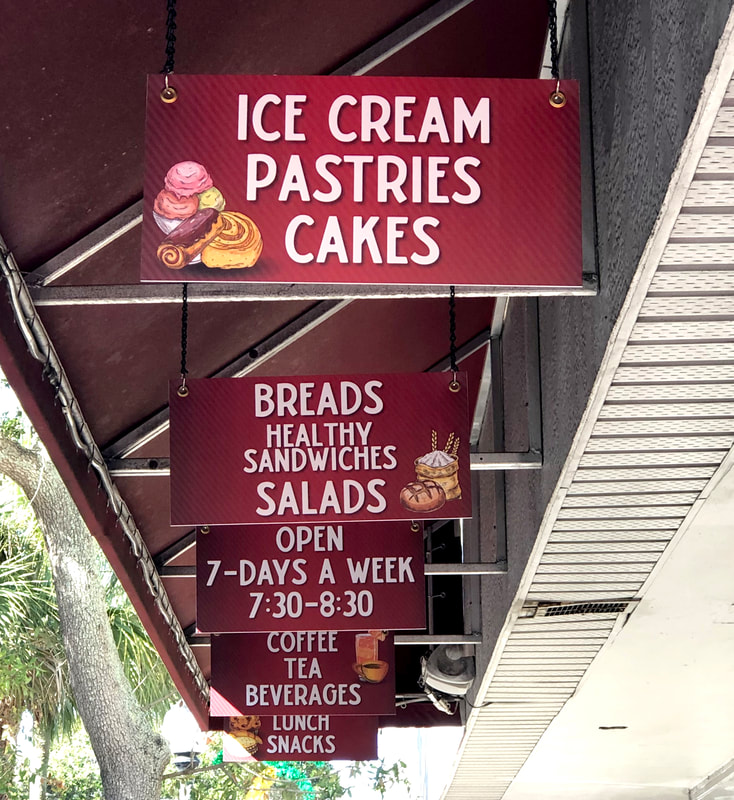 ICE CREAM
PASTRIES
CAKES
BREADS
HEALTHY
SANDWICHES
SALADS
OPEN
7-DAYS A WEEK
7:30-8:30
COFFEE
TEA
BEVERAGES
LUNCH
SNACKS